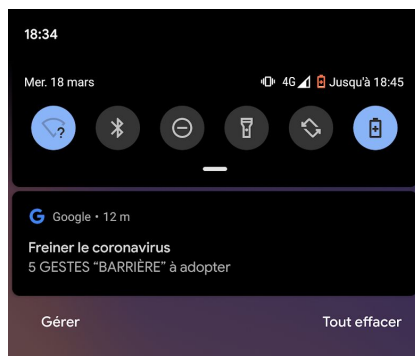 18:34
Mer. 18 mars 4G Jusqu'à 18:45
?
Google • 12 m
Freiner le coronavirus
5 GESTES “BARRIÈRE” à adopter
Gérer Tout effacer